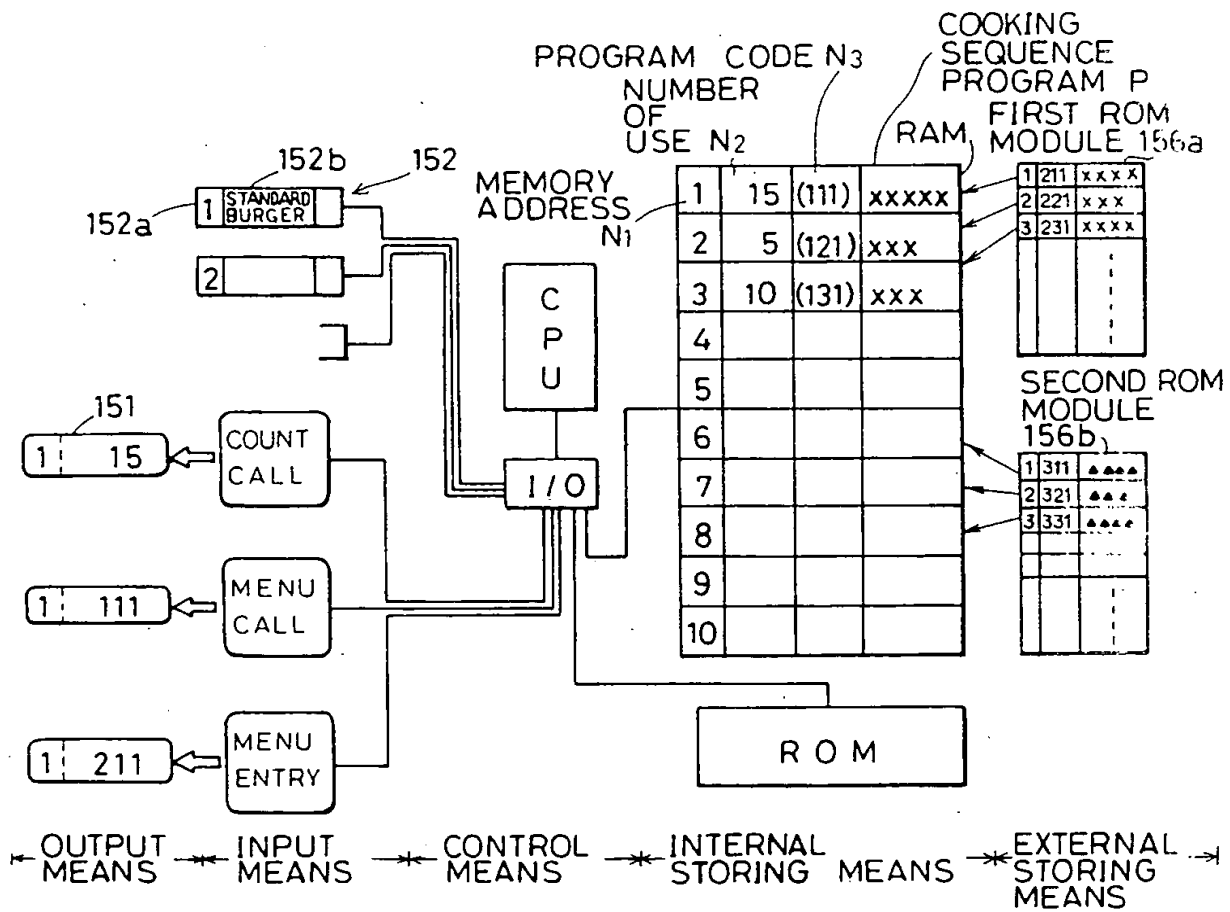 COOKING
SEQUENCE
PROGRAM P
PROGRAM CODE N3
NUMBER
OF
USE N2
RAM
FIRST ROM
MODULE 156a
152b
152
152a
1 STANDARD
BURGER
2
MEMORY
ADDRESS
N1
1 15 (111) xxxxx
2 5 (121) xxx
3 10 (131) xxx
4
5
6
7
8
9
10
1 211 xxxx
2 221 xxx
3 231 xxxx
SECOND ROM
MODULE
156b
1 311 ▲▲▲▲
2 321
3 331
C
P
U
I/O
151
1 15
COUNT
CALL
1 111
MENU
CALL
1 211
MENU
ENTRY
ROM
OUTPUT
MEANS
INPUT
MEANS
CONTROL
MEANS
INTERNAL
STORING MEANS
EXTERNAL
STORING
MEANS